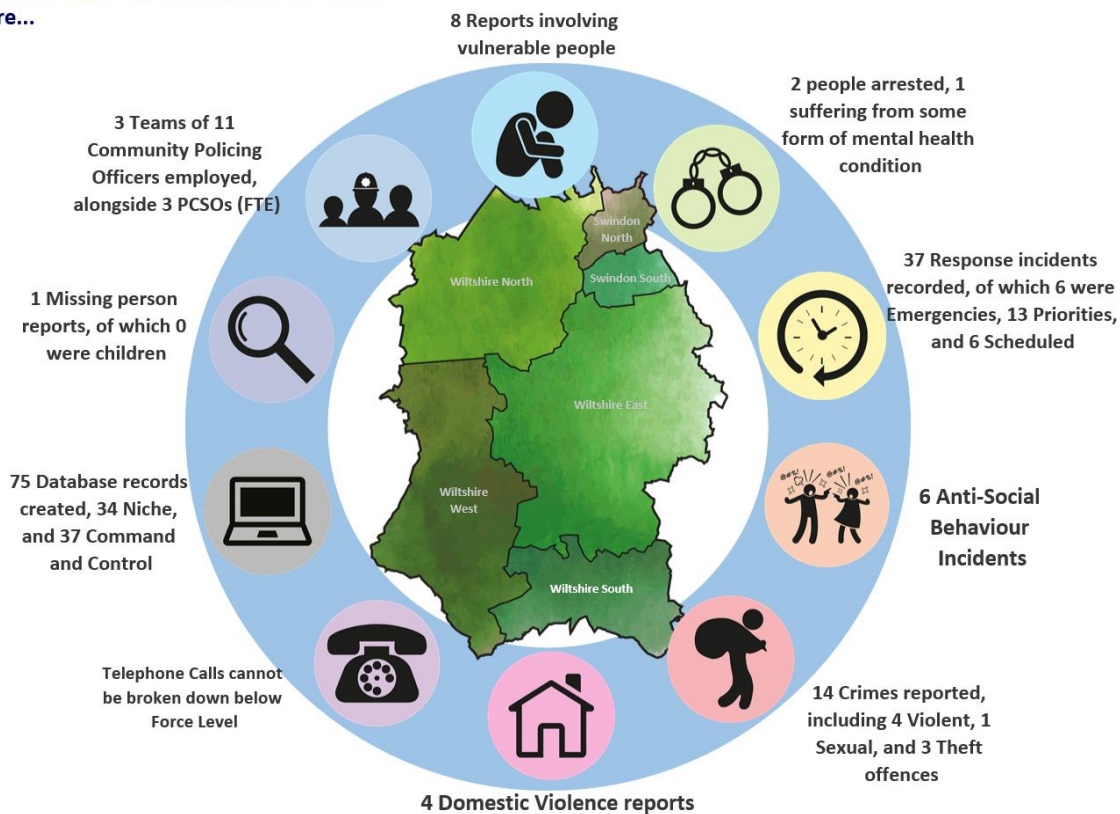 re...
8 Reports involving
vulnerable people
2 people arrested, 1
suffering from some
form of mental health
condition
37 Response incidents
recorded, of which 6 were
Emergencies, 13 Priorities,
and 6 Scheduled
6 Anti-Social
Behaviour
Incidents
14 Crimes reported,
including 4 Violent, 1
Sexual, and 3 Theft
offences
4 Domestic Violence reports
Telephone Calls cannot
be broken down below
Force Level
75 Database records
created, 34 Niche,
and 37 Command
and Control
1 Missing person
reports, of which 0
were children
3 Teams of 11
Community Policing
Officers employed,
alongside 3 PCSOs (FTE)
Swindon
North
Swindon South
Wiltshire North
Wiltshire East
Wiltshire
West
Wiltshire South
@#%!
@#%!
@#%!